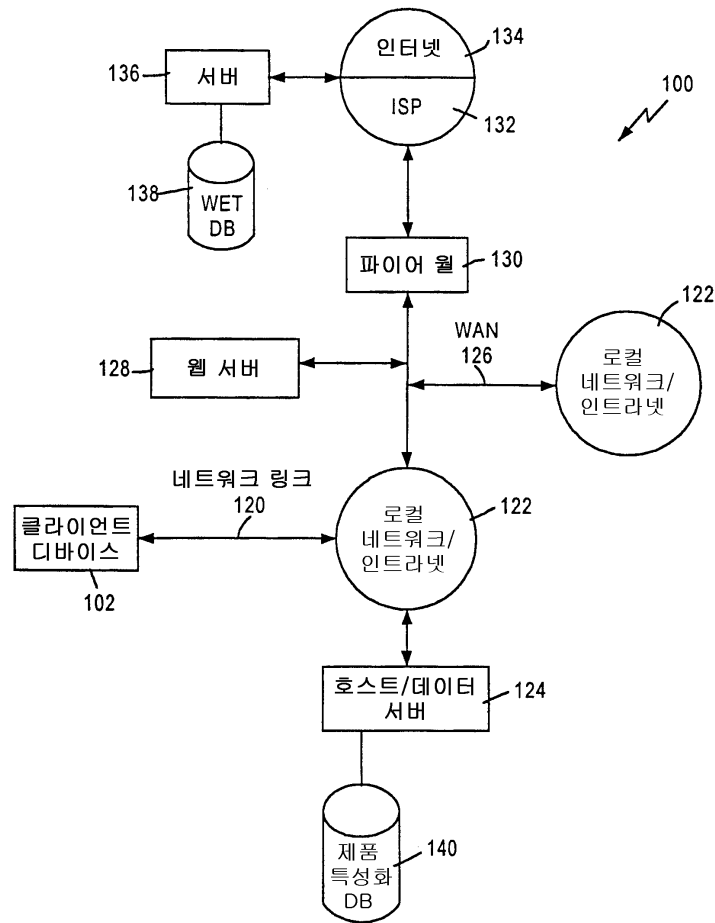 인터넷
134
136
서버
ISP
132
100
138
WET
DB
파이어 월
130
122
WAN
126
128
웹 서버
로컬
네트워크/
인트라넷
네트워크 링크
120
122
로컬
네트워크/
인트라넷
클라이언트
디바이스
102
호스트/데이터
서버
124
제품
특성화
DB
140